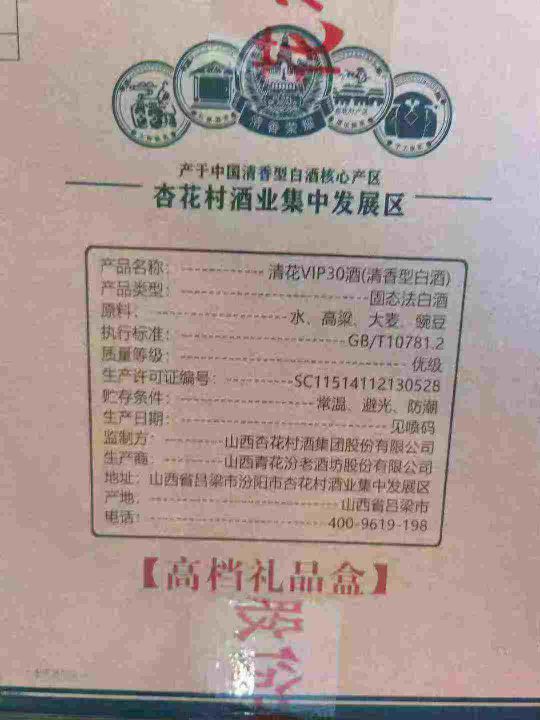 清香荣耀
产于中国清香型白酒核心产区
杏花村酒业集中发展区
产品名称：清花VIP30酒(清香型白酒)
产品类型：固态法白酒
原料：水、高粱、大麦、豌豆
执行标准：GB/T10781.2
质量等级：优级
生产许可证编号：SC11514112130528
贮存条件：常温、避光、防潮
生产日期：见喷码
监制方：山西杏花村酒集团股份有限公司
生产商：山西青花汾老酒坊股份有限公司
地址：山西省吕梁市汾阳市杏花村酒业集中发展区
产地：山西省吕梁市
电话：400-9619-198
【高档礼品盒】
股份